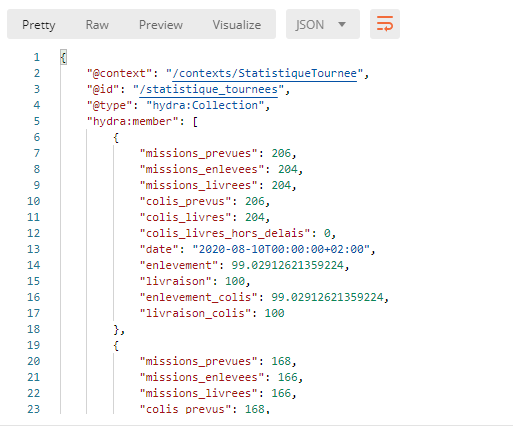 Pretty Raw Preview Visualize JSON
1 {
2 "@context": "/contexts/StatistiqueTournee",
3 "@id": "/statistique_tournees",
4 "@type": "hydra:Collection",
5 "hydra:member": [
6 {
7 "missions_prevues": 206,
8 "missions_enlevees": 204,
9 "missions_livrees": 204,
10 "colis_prevus": 206,
11 "colis_livres": 204,
12 "colis_livres_hors_delais": 0,
13 "date": "2020-08-10T00:00:00+02:00",
14 "enlevement": 99.02912621359224,
15 "livraison": 100,
16 "enlevement_colis": 99.02912621359224,
17 "livraison_colis": 100
18 },
19 {
20 "missions_prevues": 168,
21 "missions_enlevees": 166,
22 "missions_livrees": 166,
23 "colis_prevus": 168,